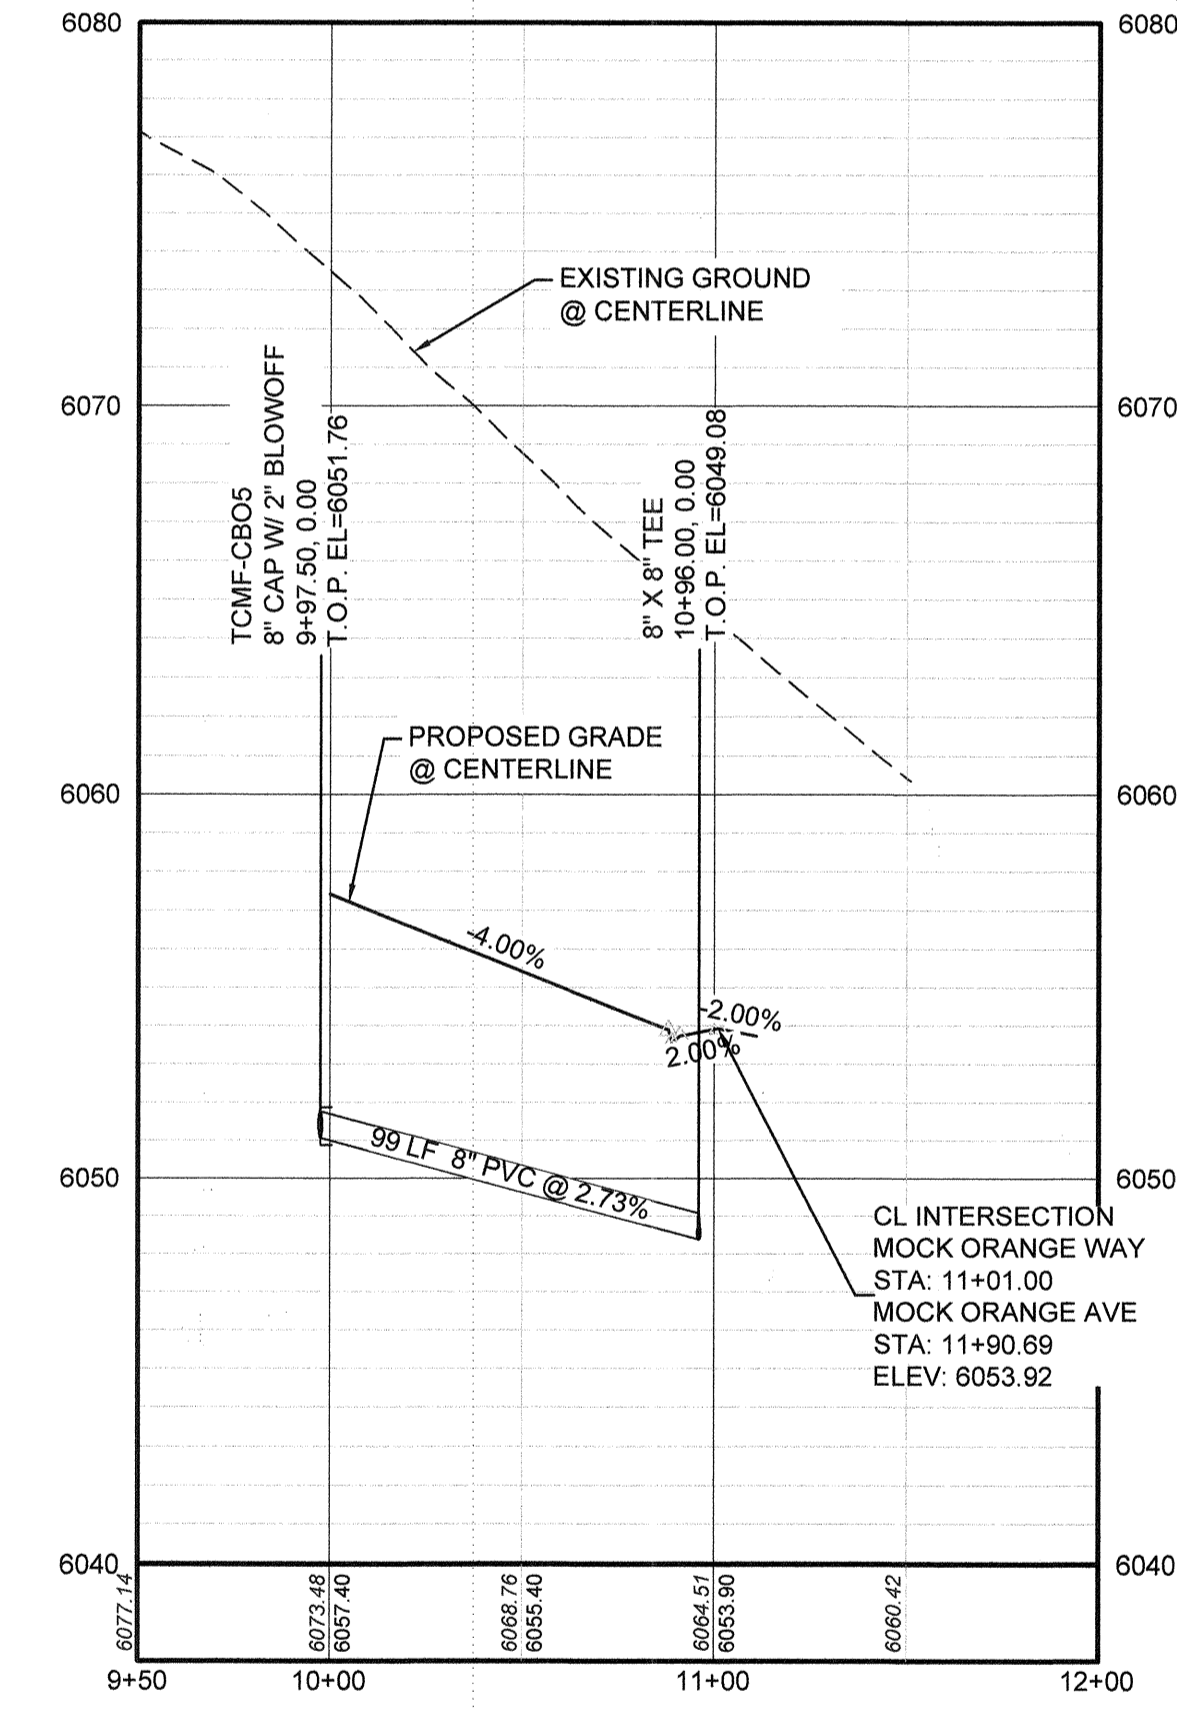 6080
6080
EXISTING GROUND
@ CENTERLINE
6070
6070
TCMF-CBO5
8" CAP W/ 2" BLOWOFF
9+97.50, 0.00
T.O.P. EL=6051.76
8" X 8" TEE
10+96.00, 0.00
T.O.P. EL=6049.08
PROPOSED GRADE
@ CENTERLINE
6060
6060
-4.00%
-2.00%
2.00%
99 LF 8" PVC @ 2.73%
6050
6050
CL INTERSECTION
MOCK ORANGE WAY
STA: 11+01.00
MOCK ORANGE AVE
STA: 11+90.69
ELEV: 6053.92
6040
6040
6077.14
6073.48
6057.40
6068.76
6055.40
6064.51
6053.90
6060.42
9+50
10+00
11+00
12+00